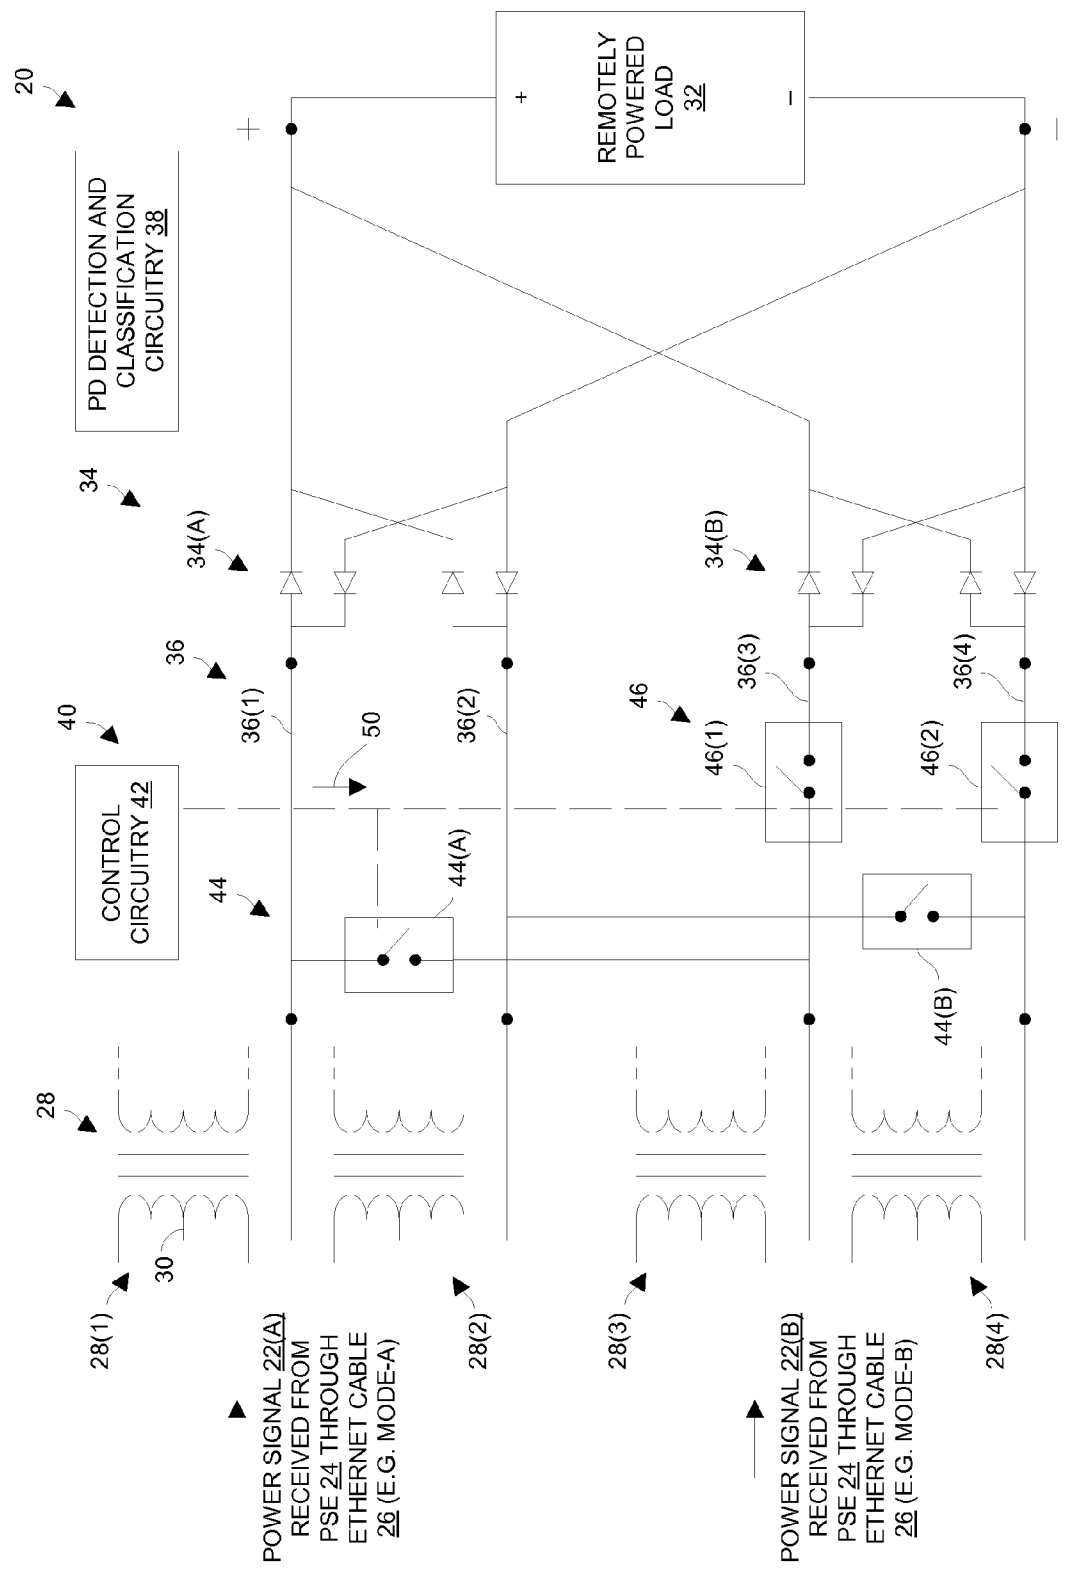 20
PD DETECTION AND
CLASSIFICATION
CIRCUITRY 38
+
REMOTELY
POWERED
LOAD
32
+
−
−
34
34(A)
34(B)
40
CONTROL
CIRCUITRY 42
36
36(1)
50
36(2)
46
46(1)
36(3)
46(2)
36(4)
44
44(A)
44(B)
28
30
28(1)
28(2)
28(3)
28(4)
POWER SIGNAL 22(A)
RECEIVED FROM
PSE 24 THROUGH
ETHERNET CABLE
26 (E.G. MODE-A)
POWER SIGNAL 22(B)
RECEIVED FROM
PSE 24 THROUGH
ETHERNET CABLE
26 (E.G. MODE-B)